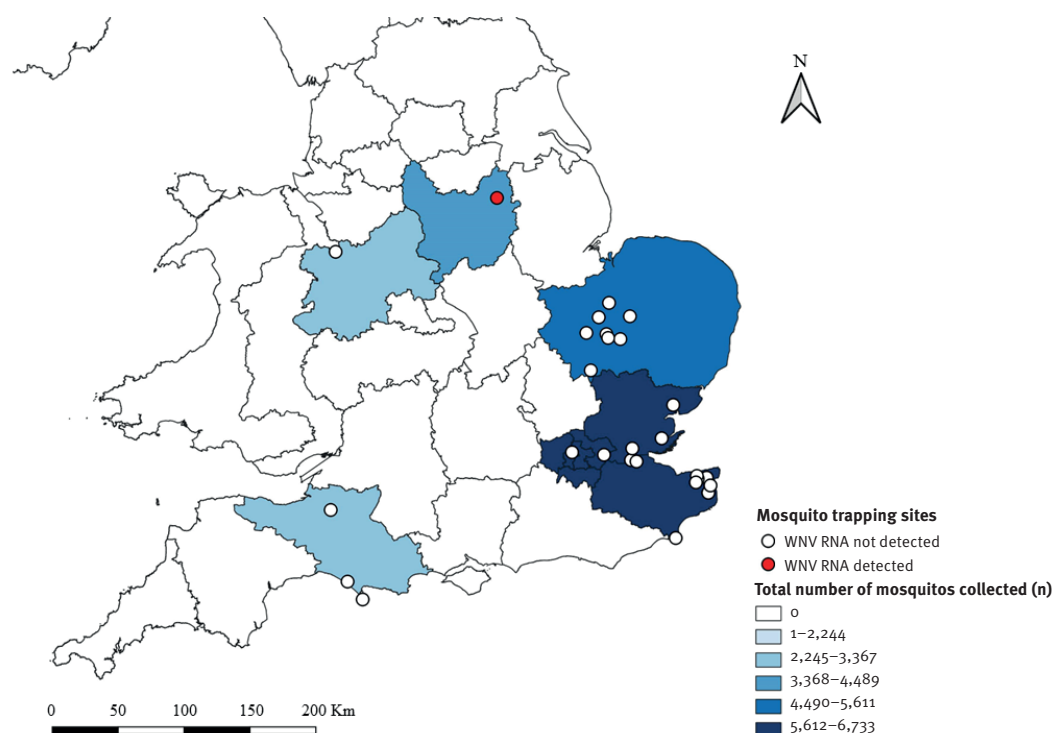 N
Mosquito trapping sites
WNV RNA not detected
WNV RNA detected
Total number of mosquitos collected (n)
0
1–2,244
2,245–3,367
3,368–4,489
4,490–5,611
5,612–6,733
0 50 100 150 200 Km